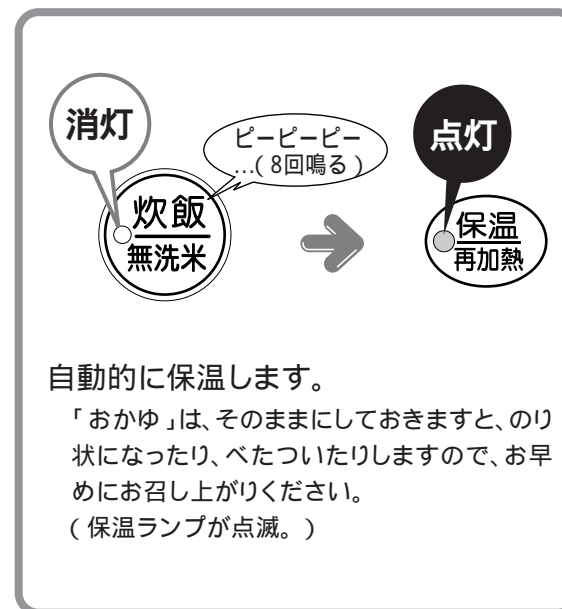 消灯
ピーピーピー
…(8回鳴る)
点灯
炊飯
無洗米
保温
再加熱
自動的に保温します。
「おかゆ」は、そのままにしておきますと、のり
状になったり、べたついたりしますので、お早
めにお召し上がりください。
(保温ランプが点滅。)